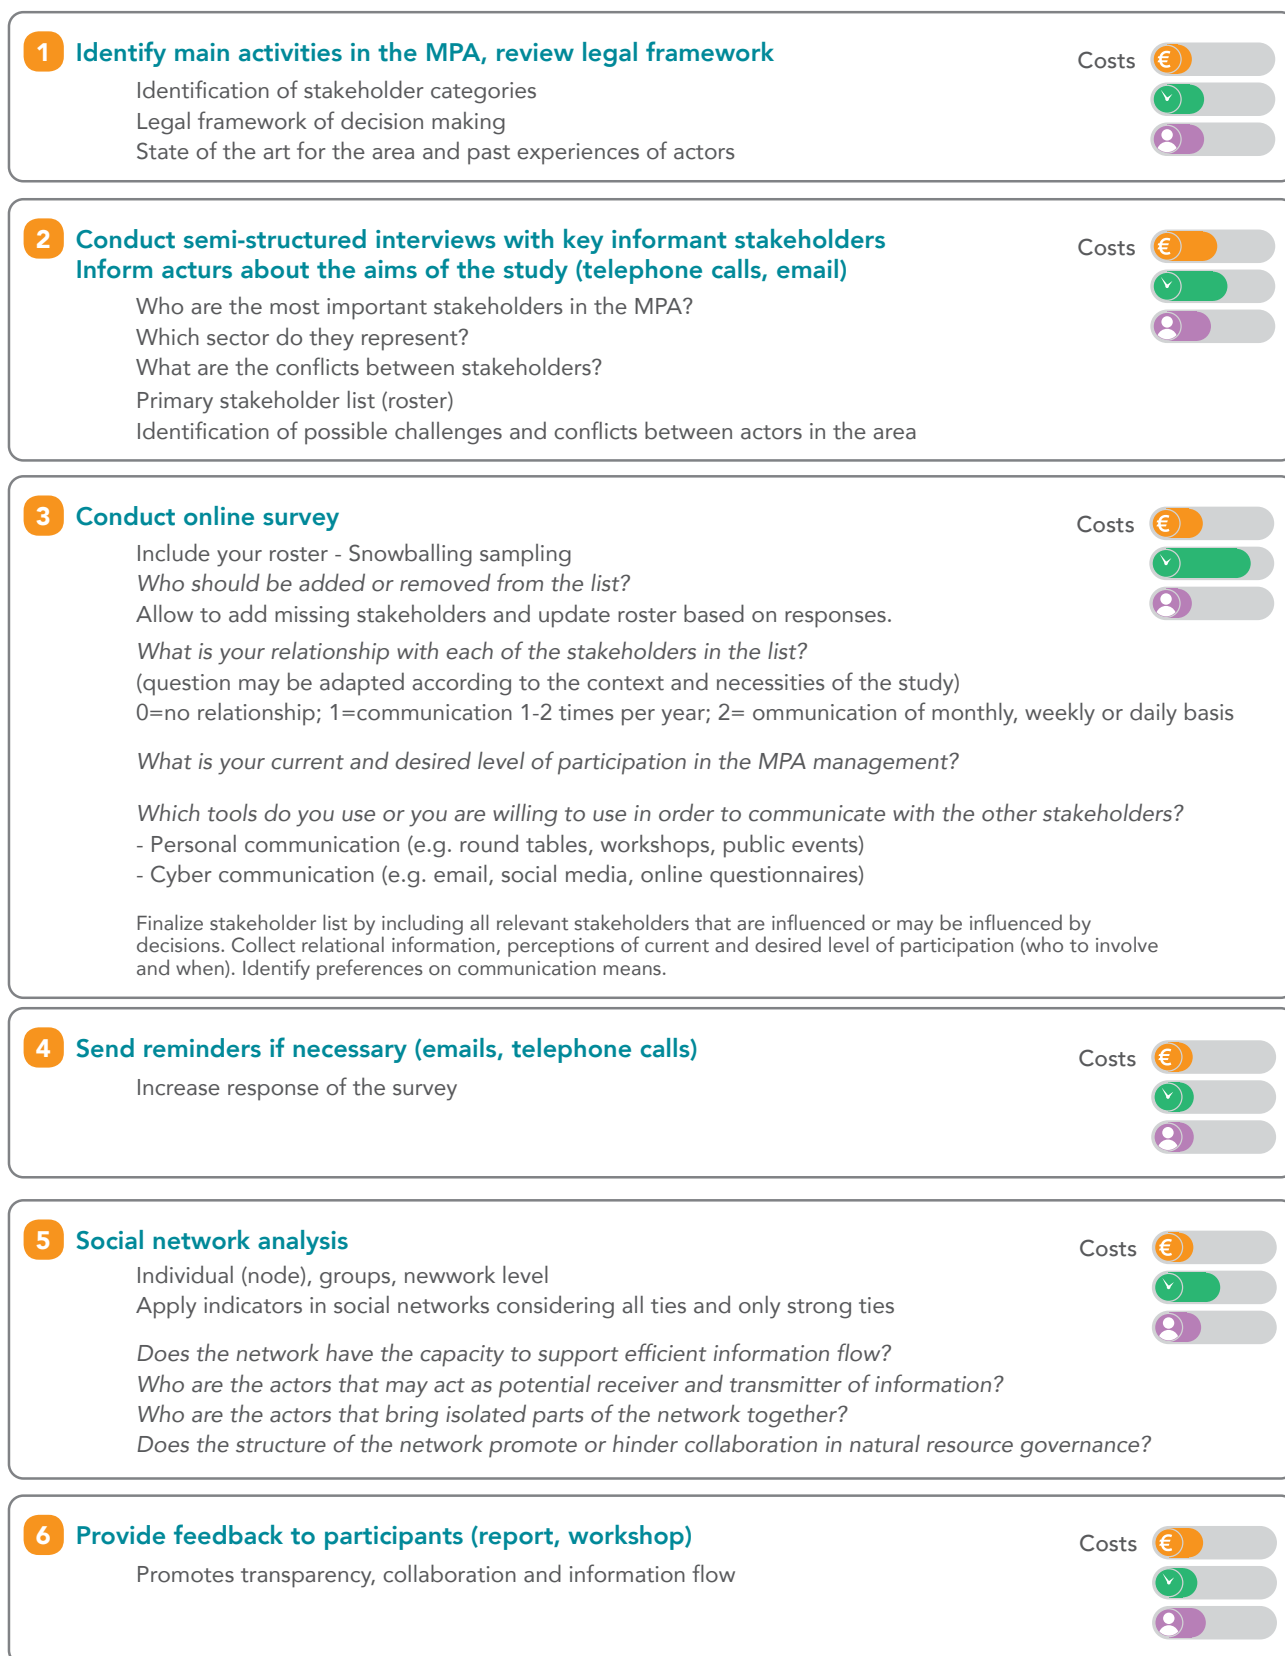 1 Identify main activities in the MPA, review legal framework
Costs €
Identification of stakeholder categories
Legal framework of decision making
State of the art for the area and past experiences of actors
2 Conduct semi-structured interviews with key informant stakeholders
Costs €
Inform acturs about the aims of the study (telephone calls, email)
Who are the most important stakeholders in the MPA?
Which sector do they represent?
What are the conflicts between stakeholders?
Primary stakeholder list (roster)
Identification of possible challenges and conflicts between actors in the area
3 Conduct online survey
Costs €
Include your roster - Snowballing sampling
Who should be added or removed from the list?
Allow to add missing stakeholders and update roster based on responses.
What is your relationship with each of the stakeholders in the list?
(question may be adapted according to the context and necessities of the study)
0=no relationship; 1=communication 1-2 times per year; 2= ommunication of monthly, weekly or daily basis
What is your current and desired level of participation in the MPA management?
Which tools do you use or you are willing to use in order to communicate with the other stakeholders?
- Personal communication (e.g. round tables, workshops, public events)
- Cyber communication (e.g. email, social media, online questionnaires)
Finalize stakeholder list by including all relevant stakeholders that are influenced or may be influenced by
decisions. Collect relational information, perceptions of current and desired level of participation (who to involve
and when). Identify preferences on communication means.
4 Send reminders if necessary (emails, telephone calls)
Costs €
Increase response of the survey
5 Social network analysis
Costs €
Individual (node), groups, newwork level
Apply indicators in social networks considering all ties and only strong ties
Does the network have the capacity to support efficient information flow?
Who are the actors that may act as potential receiver and transmitter of information?
Who are the actors that bring isolated parts of the network together?
Does the structure of the network promote or hinder collaboration in natural resource governance?
6 Provide feedback to participants (report, workshop)
Costs €
Promotes transparency, collaboration and information flow